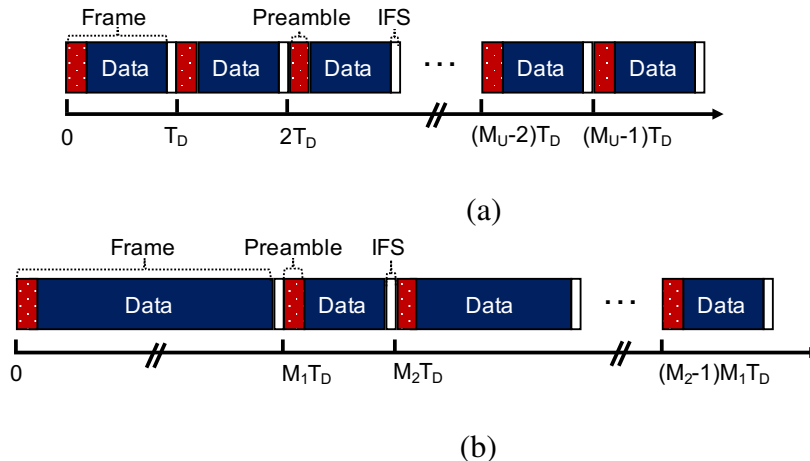 Frame Preamble IFS
Data Data Data ... Data Data
0 T_D 2T_D (M_U-2)T_D (M_U-1)T_D
(a)
Frame Preamble IFS
Data Data Data ... Data
0 M_1T_D M_2T_D (M_2-1)M_1T_D
(b)